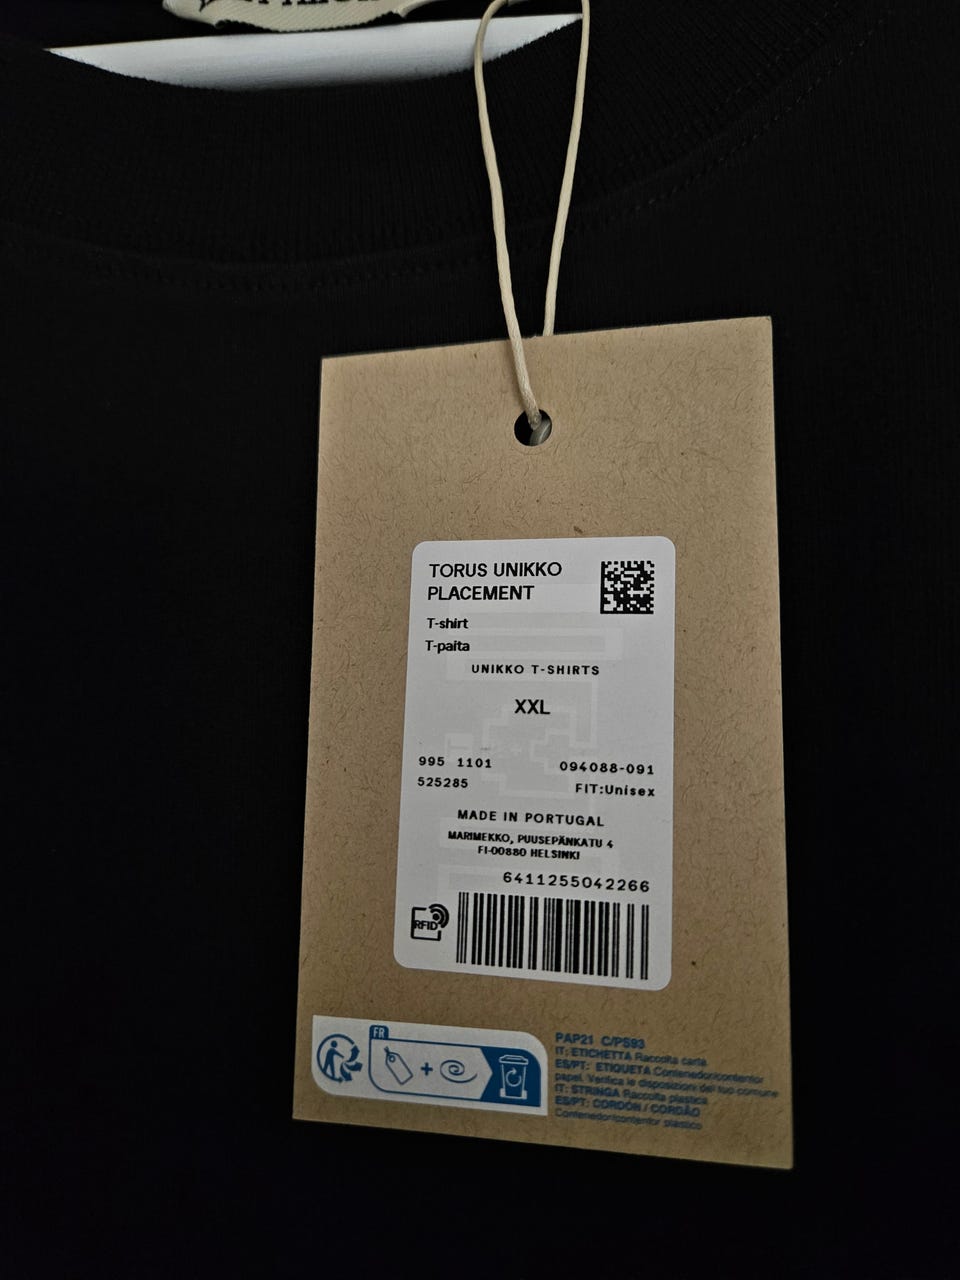 TORUS UNIKKO
PLACEMENT
T-shirt
T-paita
UNIKKO T-SHIRTS
XXL
995 1101
094088-091
525285
FIT:Unisex
MADE IN PORTUGAL
MARIMEKKO, PUUSEPÄNKATU 4
FI-00880 HELSINKI
6411255042266
RFID
FR
PAP21 C/PS93
IT: ETICHETTA Raccolta carta.
ES/PT: ETIQUETA Contenedor/contentor
papel. Verifica le disposizioni del tuo comune
IT: STRINGA Raccolta plastica
ES/PT: CORDÓN / CORDÃO
Contenedor/contentor plástico